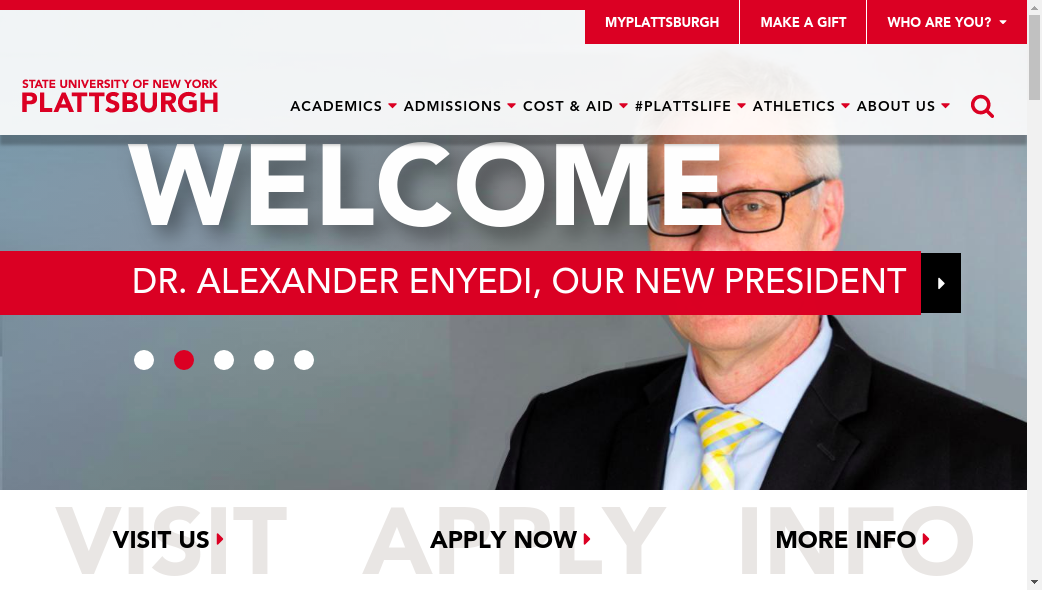 MYPLATTSBURGH
MAKE A GIFT
WHO ARE YOU?
STATE UNIVERSITY OF NEW YORK
PLATTSBURGH
ACADEMICS
ADMISSIONS
COST & AID
#PLATTSLIFE
ATHLETICS
ABOUT US
WELCOME
DR. ALEXANDER ENYEDI, OUR NEW PRESIDENT
VISIT
VISIT US
APPLY
APPLY NOW
INFO
MORE INFO